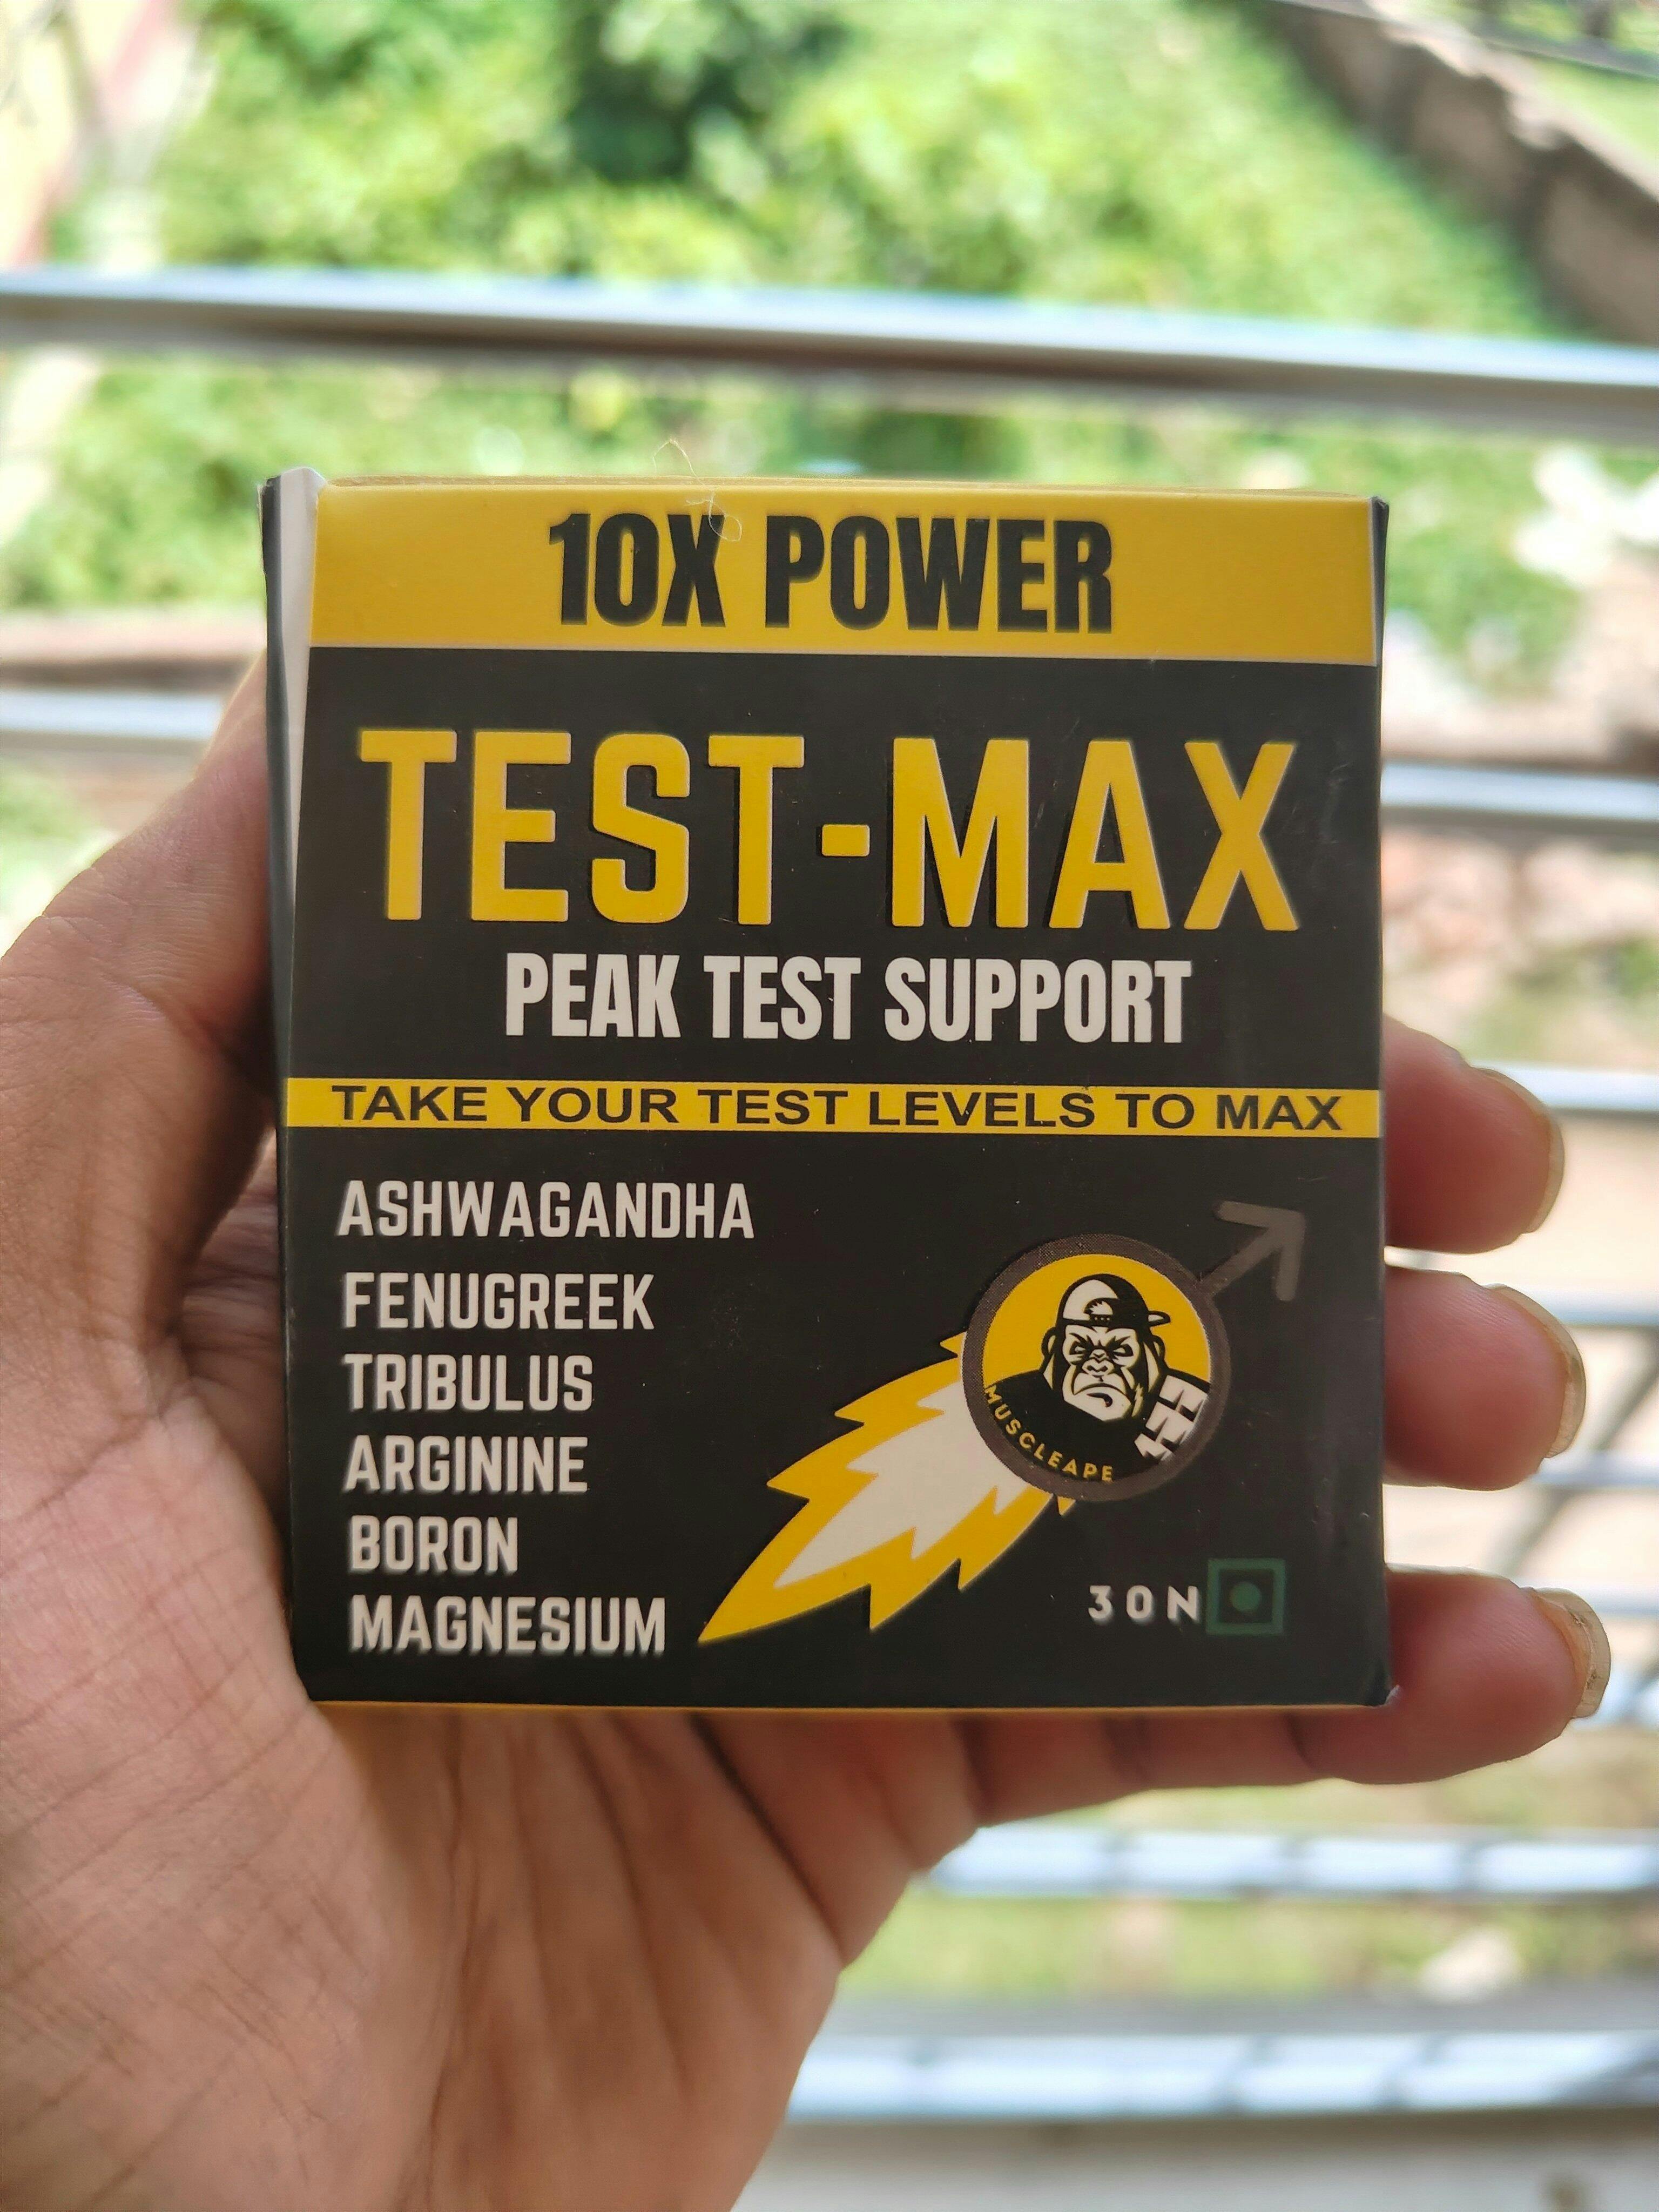 10X POWER
TEST-MAX
PEAK TEST SUPPORT
TAKE YOUR TEST LEVELS TO MAX
ASHWAGANDHA
FENUGREEK
TRIBULUS
ARGININE
BORON
MAGNESIUM
MUSCLEAPE
30N